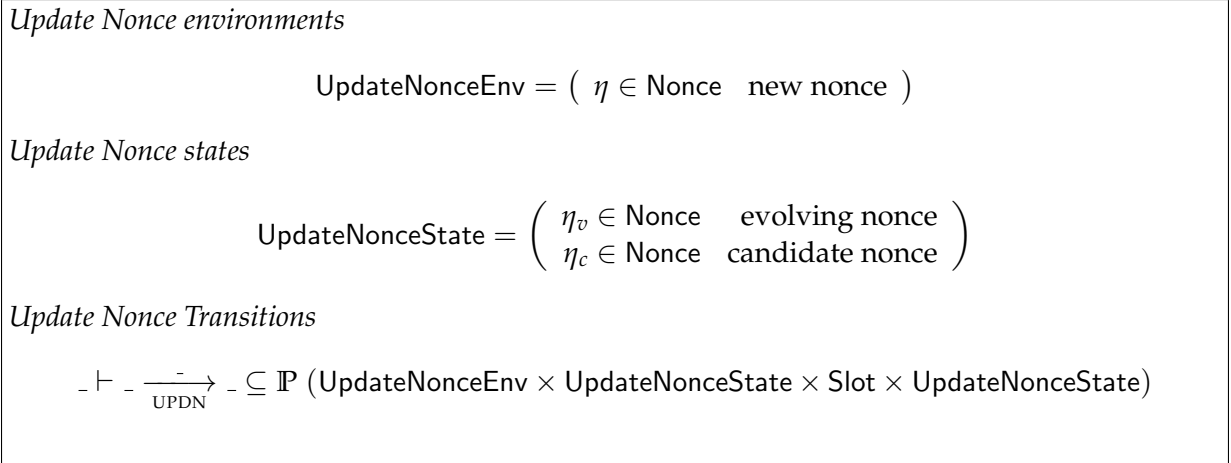 Update Nonce environments
UpdateNonceEnv = ( η ∈ Nonce new nonce )
Update Nonce states
UpdateNonceState = ( η_v ∈ Nonce evolving nonce
η_c ∈ Nonce candidate nonce )
Update Nonce Transitions
_ ⊢ _ —_→ UPDN _ ⊆ ℙ (UpdateNonceEnv × UpdateNonceState × Slot × UpdateNonceState)